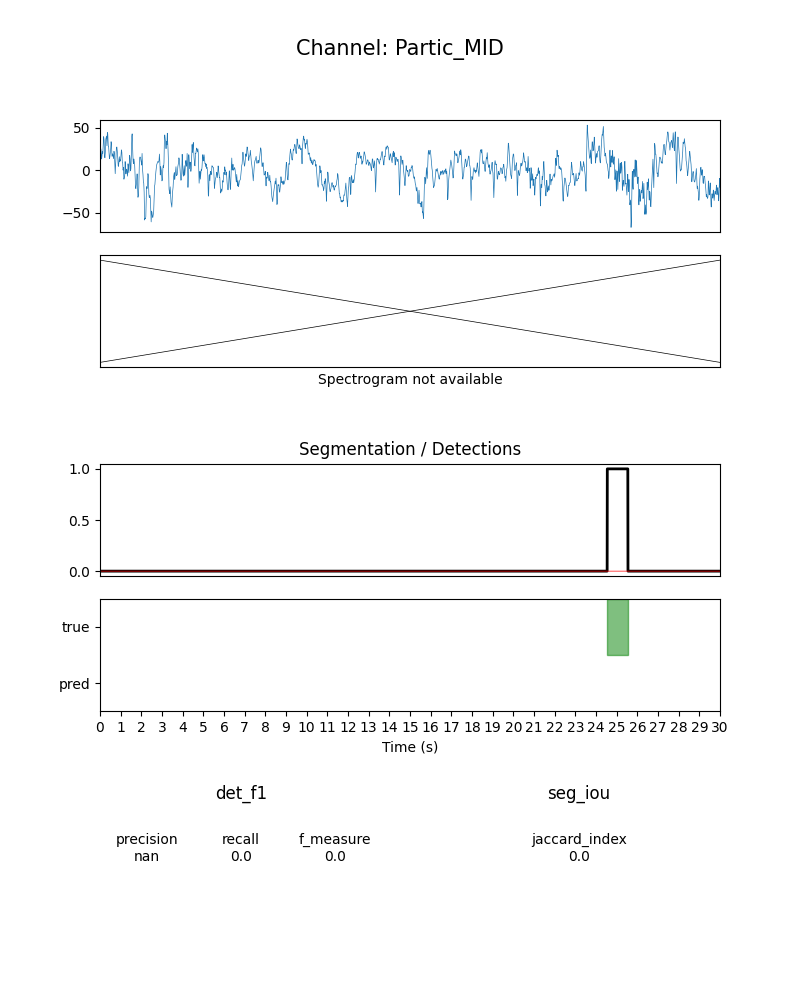 Channel: Partic_MID
50
0
−50
Spectrogram not available
Segmentation / Detections
1.0
0.5
0.0
true
pred
0 1 2 3 4 5 6 7 8 9 10 11 12 13 14 15 16 17 18 19 20 21 22 23 24 25 26 27 28 29 30
Time (s)
det_f1 seg_iou
precision recall f_measure jaccard_index
nan 0.0 0.0 0.0